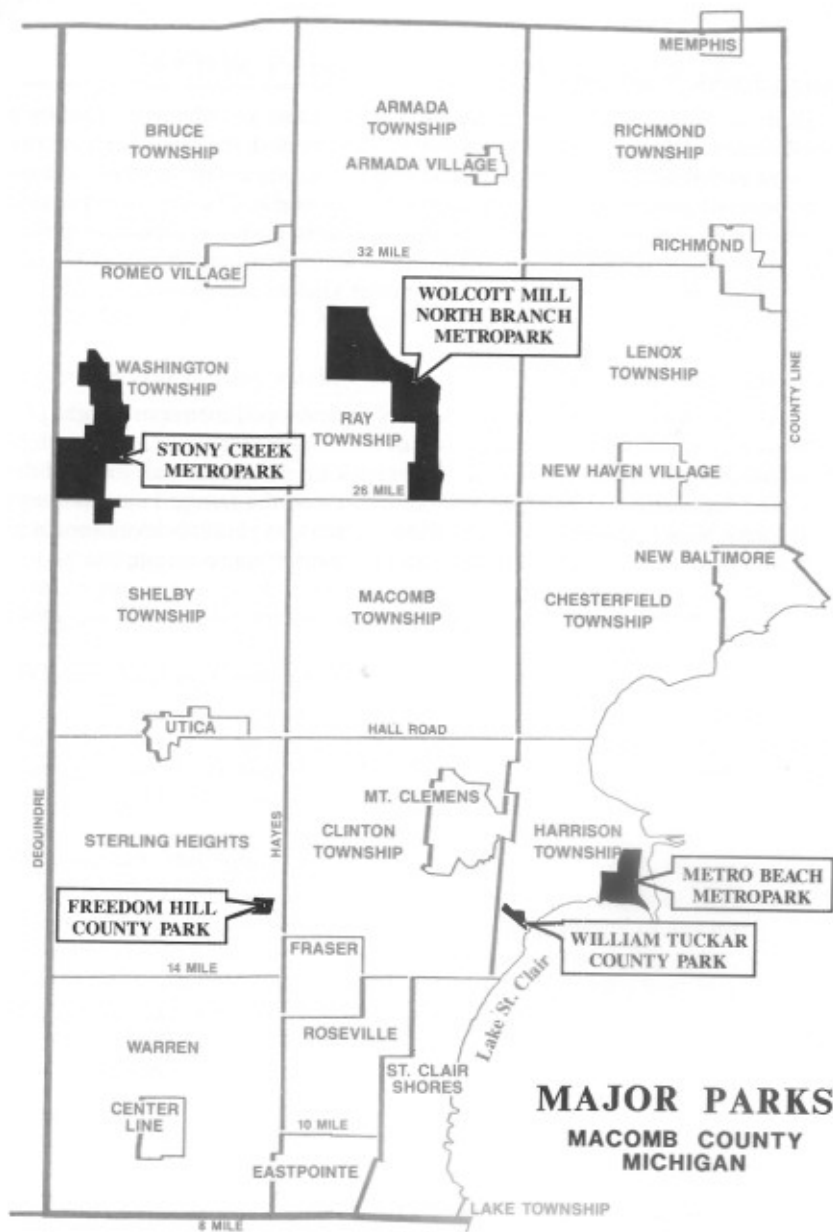 MEMPHIS
ARMADA
TOWNSHIP
BRUCE
TOWNSHIP
RICHMOND
TOWNSHIP
ARMADA VILLAGE
RICHMOND
32 MILE
ROMEO VILLAGE
WOLCOTT MILL
NORTH BRANCH
METROPARK
LENOX
TOWNSHIP
WASHINGTON
TOWNSHIP
COUNTY LINE
RAY
TOWNSHIP
STONY CREEK
METROPARK
NEW HAVEN VILLAGE
26 MILE
NEW BALTIMORE
SHELBY
TOWNSHIP
MACOMB
TOWNSHIP
CHESTERFIELD
TOWNSHIP
UTICA
HALL ROAD
MT. CLEMENS
DEQUINDRE
STERLING HEIGHTS
HAYES
CLINTON
TOWNSHIP
HARRISON
TOWNSHIP
METRO BEACH
METROPARK
FREEDOM HILL
COUNTY PARK
WILLIAM TUCKAR
COUNTY PARK
FRASER
14 MILE
Lake St. Clair
ROSEVILLE
WARREN
ST. CLAIR
SHORES
MAJOR PARKS
MACOMB COUNTY
MICHIGAN
CENTER
LINE
10 MILE
EASTPOINTE
LAKE TOWNSHIP
8 MILE